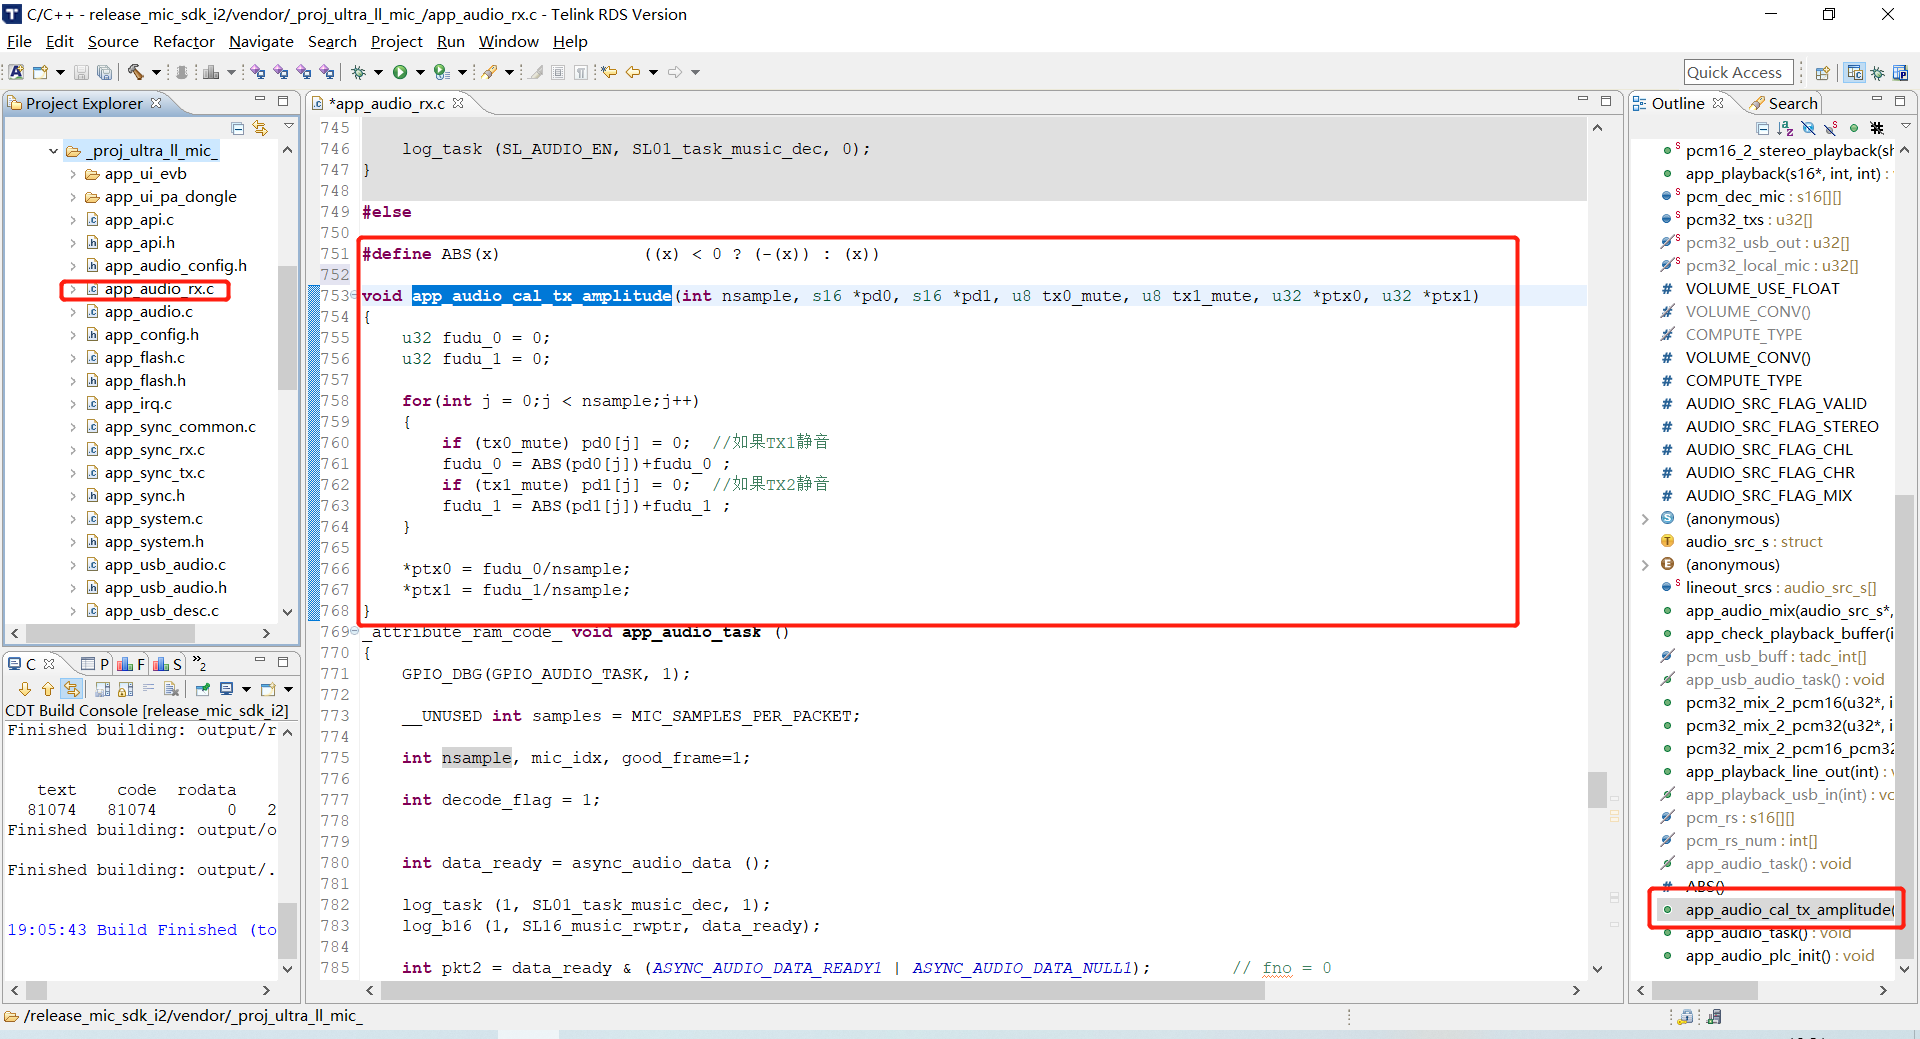 C/C++ - release_mic_sdk_i2/vendor/_proj_ultra_ll_mic_/app_audio_rx.c - Telink RDS Version
File Edit Source Refactor Navigate Search Project Run Window Help
Quick Access
Project Explorer
_proj_ultra_ll_mic_
app_ui_evb
app_ui_pa_dongle
app_api.c
app_api.h
app_audio_config.h
app_audio_rx.c
app_audio.c
app_config.h
app_flash.c
app_flash.h
app_irq.c
app_sync_common.c
app_sync_rx.c
app_sync_tx.c
app_sync.h
app_system.c
app_system.h
app_usb_audio.c
app_usb_audio.h
app_usb_desc.c
C P F S »2
CDT Build Console [release_mic_sdk_i2]
Finished building: output/r
text code rodata
81074 81074 0 2
Finished building: output/o
Finished building: output/.
19:05:43 Build Finished (to
*app_audio_rx.c
745
746 log_task (SL_AUDIO_EN, SL01_task_music_dec, 0);
747 }
748
749 #else
750
751 #define ABS(x) ((x) < 0 ? (-(x)) : (x))
752
753 void app_audio_cal_tx_amplitude(int nsample, s16 *pd0, s16 *pd1, u8 tx0_mute, u8 tx1_mute, u32 *ptx0, u32 *ptx1)
754 {
755 u32 fudu_0 = 0;
756 u32 fudu_1 = 0;
757
758 for(int j = 0;j < nsample;j++)
759 {
760 if (tx0_mute) pd0[j] = 0; //如果TX1静音
761 fudu_0 = ABS(pd0[j])+fudu_0 ;
762 if (tx1_mute) pd1[j] = 0; //如果TX2静音
763 fudu_1 = ABS(pd1[j])+fudu_1 ;
764 }
765
766 *ptx0 = fudu_0/nsample;
767 *ptx1 = fudu_1/nsample;
768 }
769 _attribute_ram_code_ void app_audio_task ()
770 {
771 GPIO_DBG(GPIO_AUDIO_TASK, 1);
772
773 __UNUSED int samples = MIC_SAMPLES_PER_PACKET;
774
775 int nsample, mic_idx, good_frame=1;
776
777 int decode_flag = 1;
778
779
780 int data_ready = async_audio_data ();
781
782 log_task (1, SL01_task_music_dec, 1);
783 log_b16 (1, SL16_music_rwptr, data_ready);
784
785 int pkt2 = data_ready & (ASYNC_AUDIO_DATA_READY1 | ASYNC_AUDIO_DATA_NULL1); // fno = 0
Outline Search
pcm16_2_stereo_playback(sh
app_playback(s16*, int, int) :
pcm_dec_mic : s16[][]
pcm32_txs : u32[]
pcm32_usb_out : u32[]
pcm32_local_mic : u32[]
VOLUME_USE_FLOAT
VOLUME_CONV()
COMPUTE_TYPE
VOLUME_CONV()
COMPUTE_TYPE
AUDIO_SRC_FLAG_VALID
AUDIO_SRC_FLAG_STEREO
AUDIO_SRC_FLAG_CHL
AUDIO_SRC_FLAG_CHR
AUDIO_SRC_FLAG_MIX
(anonymous)
audio_src_s : struct
(anonymous)
lineout_srcs : audio_src_s[]
app_audio_mix(audio_src_s*,
app_check_playback_buffer(i
pcm_usb_buff : tadc_int[]
app_usb_audio_task() : void
pcm32_mix_2_pcm16(u32*, i
pcm32_mix_2_pcm32(u32*, i
pcm32_mix_2_pcm16_pcm32
app_playback_line_out(int) : v
app_playback_usb_in(int) : vc
pcm_rs : s16[][]
pcm_rs_num : int[]
app_audio_task() : void
ABS()
app_audio_cal_tx_amplitude(
app_audio_task() : void
app_audio_plc_init() : void
/release_mic_sdk_i2/vendor/_proj_ultra_ll_mic_